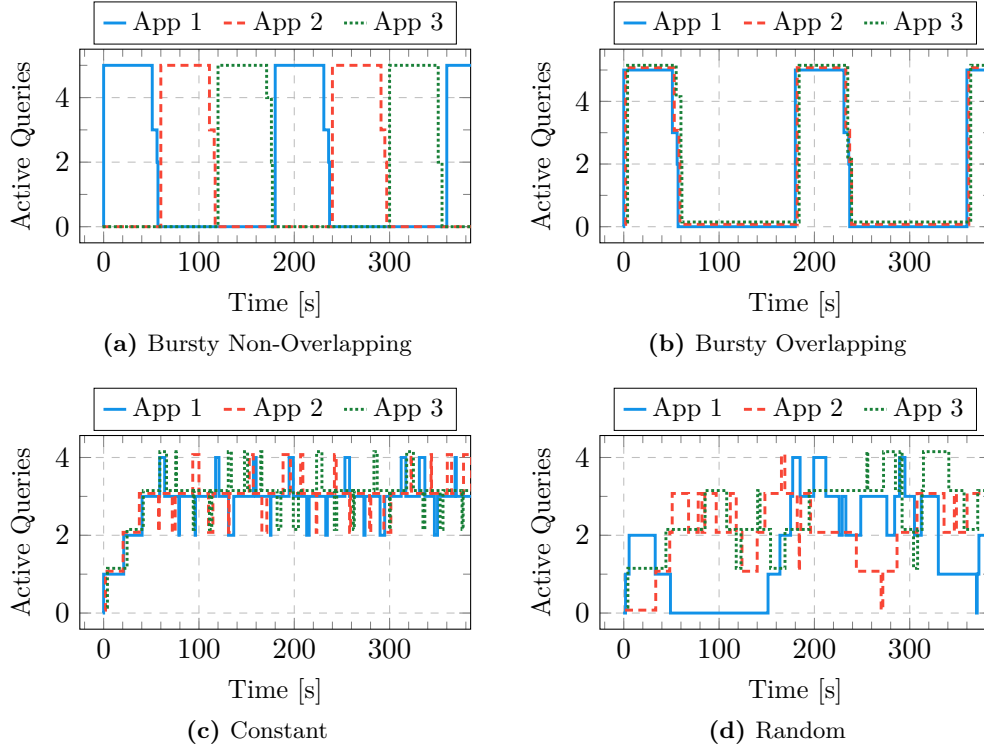 App 1 App 2 App 3
Active Queries
4
2
0
0 100 200 300
Time [s]
(a) Bursty Non-Overlapping
App 1 App 2 App 3
Active Queries
4
2
0
0 200 300
Time [s]
(b) Bursty Overlapping
App 1 App 2 App 3
Active Queries
4
2
0
0 100 200 300
Time [s]
(c) Constant
App 1 App 2 App 3
Active Queries
4
2
0
0 100 200 300
Time [s]
(d) Random